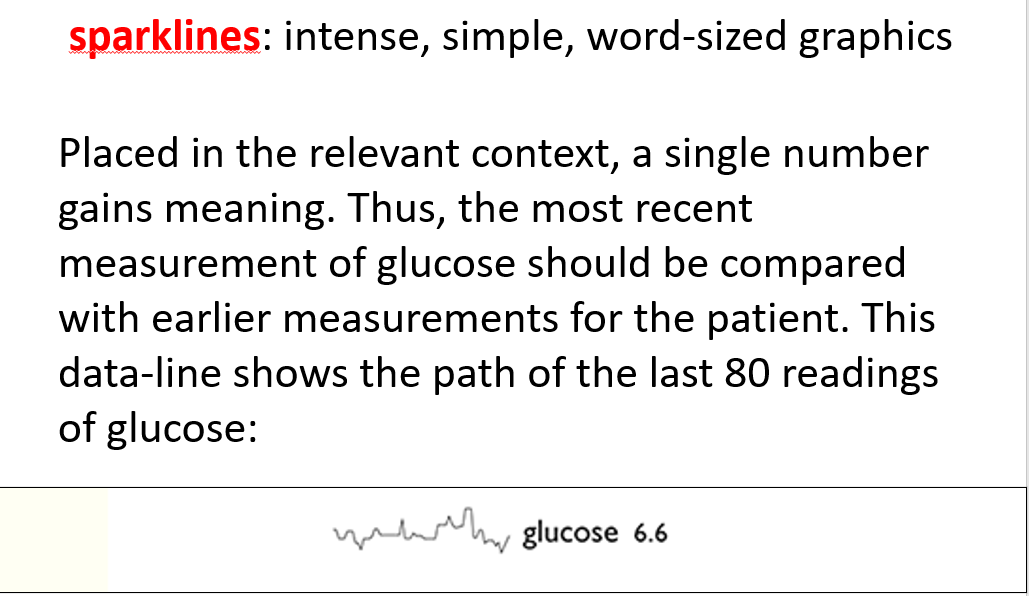 sparklines: intense, simple, word-sized graphics
Placed in the relevant context, a single number
gains meaning. Thus, the most recent
measurement of glucose should be compared
with earlier measurements for the patient. This
data-line shows the path of the last 80 readings
of glucose:
glucose 6.6